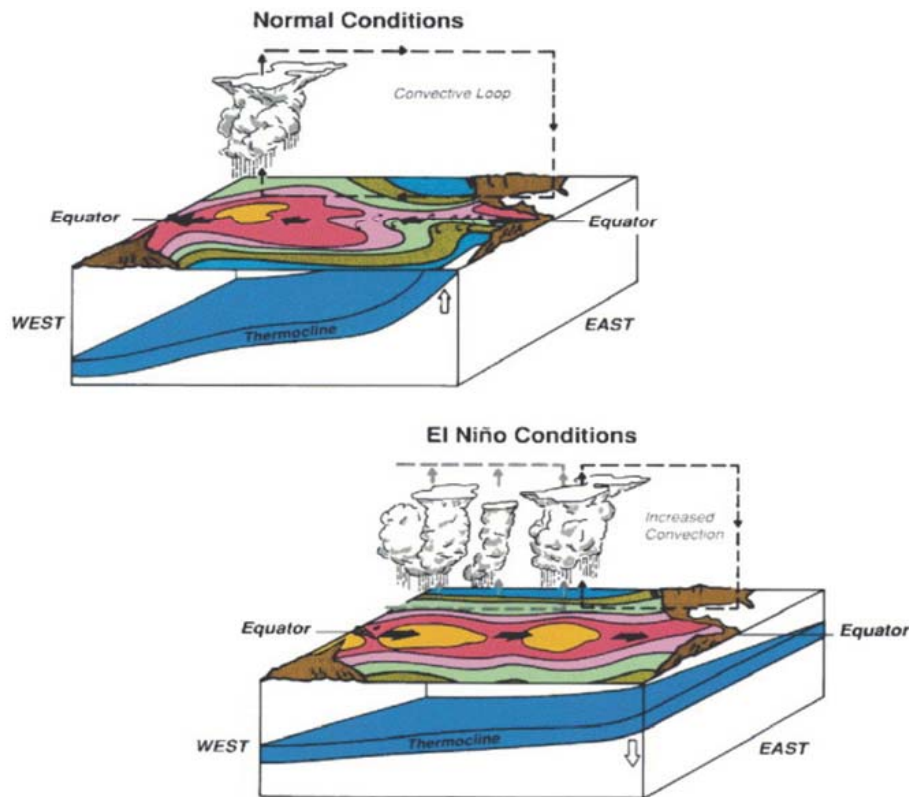 Normal Conditions
Convective Loop
Equator
Equator
WEST
Thermocline
EAST
El Niño Conditions
Increased
Convection
Equator
Equator
WEST
Thermocline
EAST